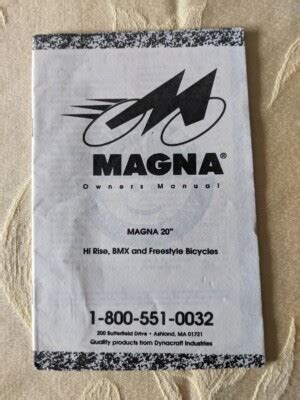 MAGNA®
Owners Manual
MAGNA 20"
Hi Rise, BMX and Freestyle Bicycles
1-800-551-0032
200 Butterfield Drive • Ashland, MA 01721
Quality products from Dynacraft Industries